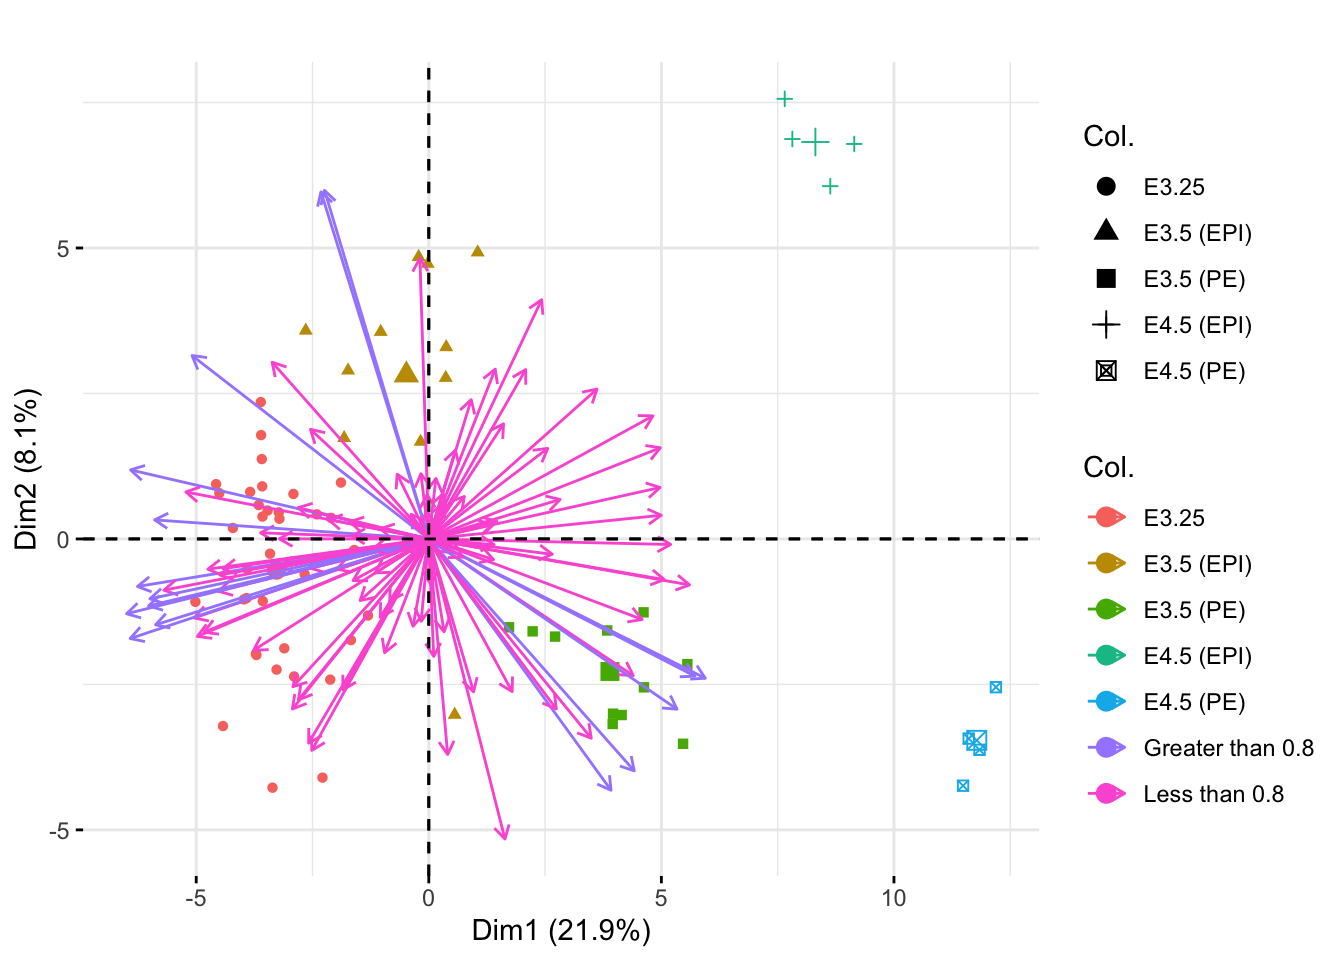 Dim2 (8.1%)
5
0
-5
-5
0
5
10
Dim1 (21.9%)
Col.
E3.25
E3.5 (EPI)
E3.5 (PE)
E4.5 (EPI)
E4.5 (PE)
Col.
E3.25
E3.5 (EPI)
E3.5 (PE)
E4.5 (EPI)
E4.5 (PE)
Greater than 0.8
Less than 0.8